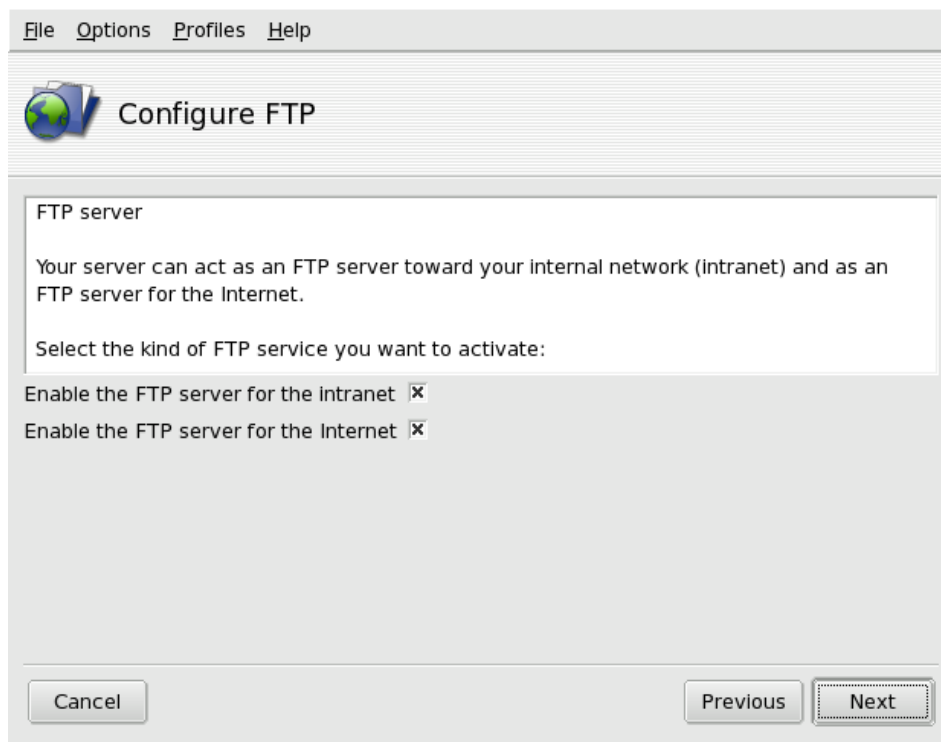 File Options Profiles Help
Configure FTP
FTP server
Your server can act as an FTP server toward your internal network (intranet) and as an
FTP server for the Internet.
Select the kind of FTP service you want to activate:
Enable the FTP server for the intranet
Enable the FTP server for the Internet
Cancel Previous Next